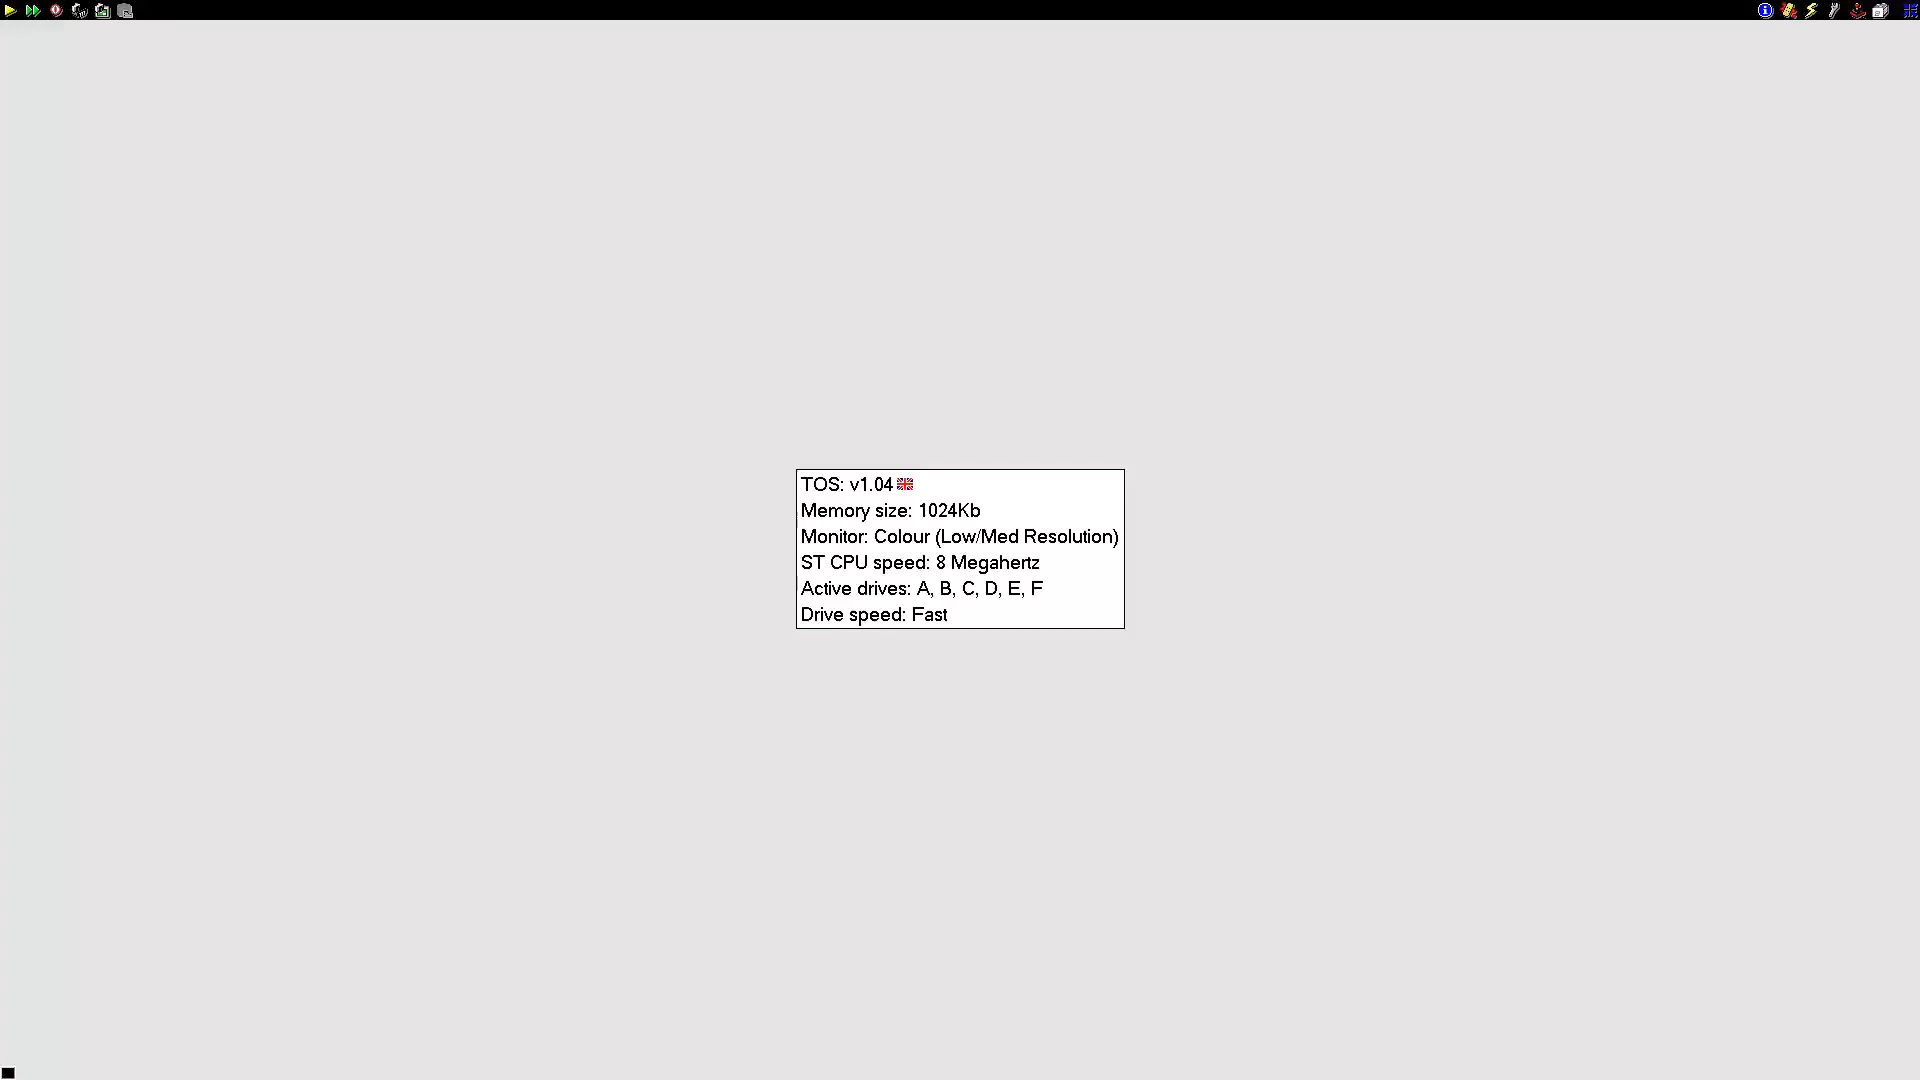 TOS: v1.04
Memory size: 1024Kb
Monitor: Colour (Low/Med Resolution)
ST CPU speed: 8 Megahertz
Active drives: A, B, C, D, E, F
Drive speed: Fast